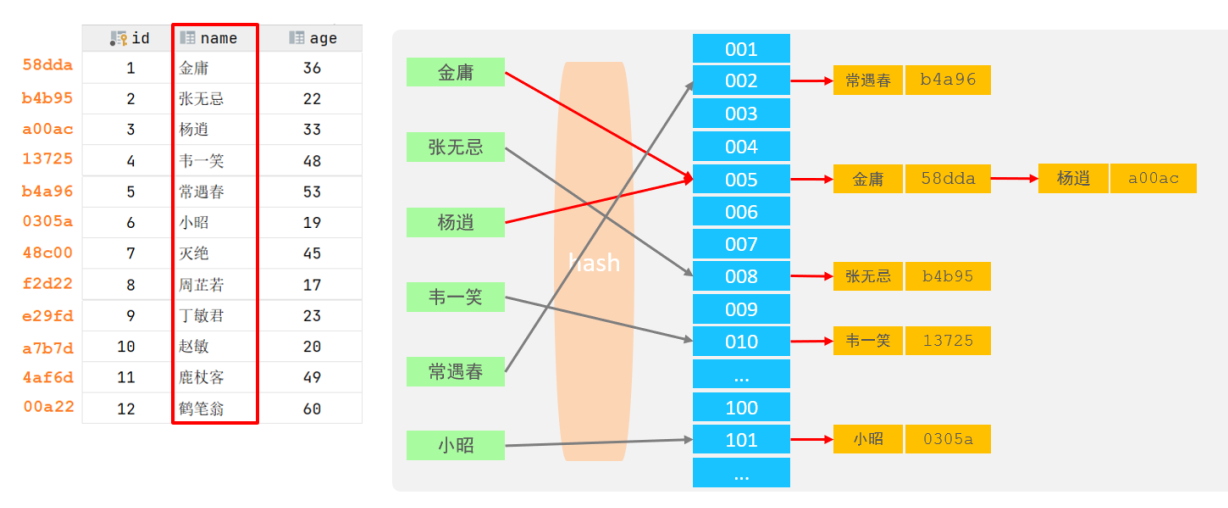 id name age
58dda 1 金庸 36
b4b95 2 张无忌 22
a00ac 3 杨逍 33
13725 4 韦一笑 48
b4a96 5 常遇春 53
0305a 6 小昭 19
48c00 7 灭绝 45
f2d22 8 周芷若 17
e29fd 9 丁敏君 23
a7b7d 10 赵敏 20
4af6d 11 鹿杖客 49
00a22 12 鹤笔翁 60
金庸
张无忌
杨逍
韦一笑
常遇春
小昭
hash
001
002 常遇春 b4a96
003
004
005 金庸 58dda 杨逍 a00ac
006
007
008 张无忌 b4b95
009
010 韦一笑 13725
...
100
101 小昭 0305a
...